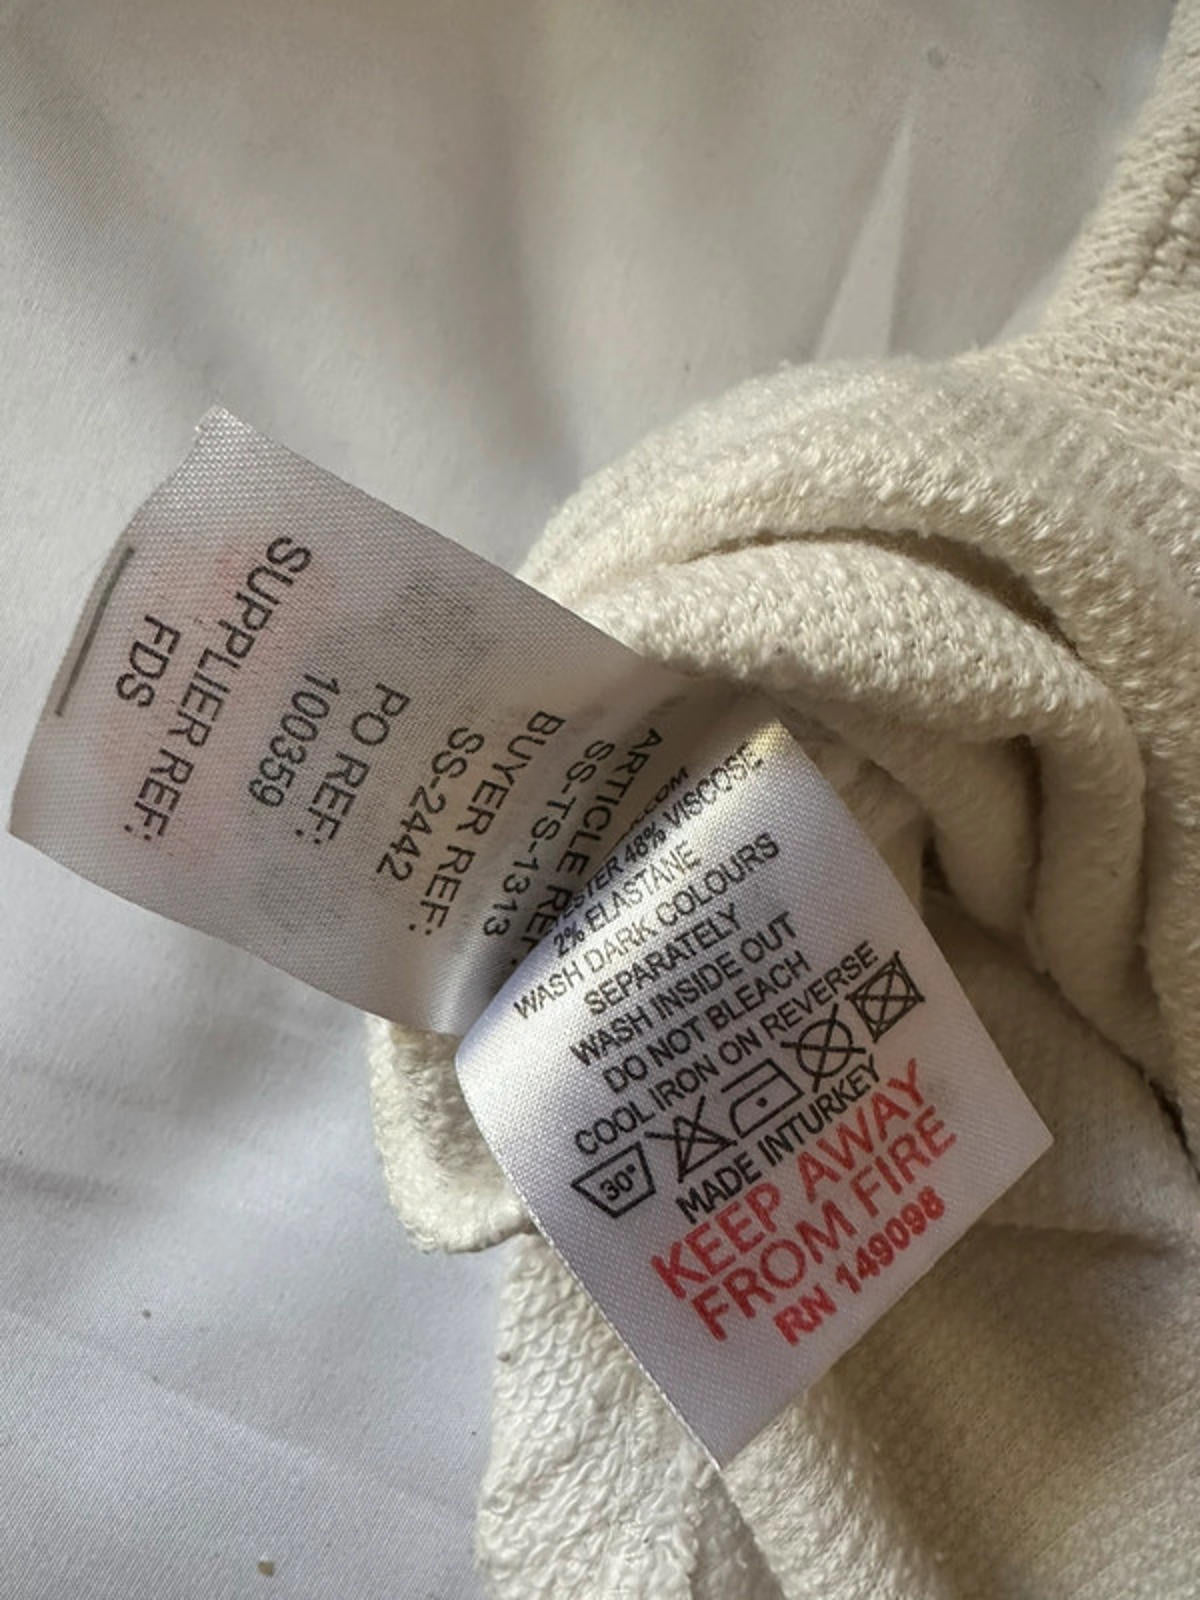 SUPPLIER REF:
FDS
PO REF:
100359
BUYER REF:
SS-2442
ARTICLE REF:
SS-TS-1313
48% VISCOSE
2% ELASTANE
WASH DARK COLOURS
SEPARATELY
WASH INSIDE OUT
DO NOT BLEACH
COOL IRON ON REVERSE
30°
MADE INTURKEY
KEEP AWAY
FROM FIRE
RN 149098